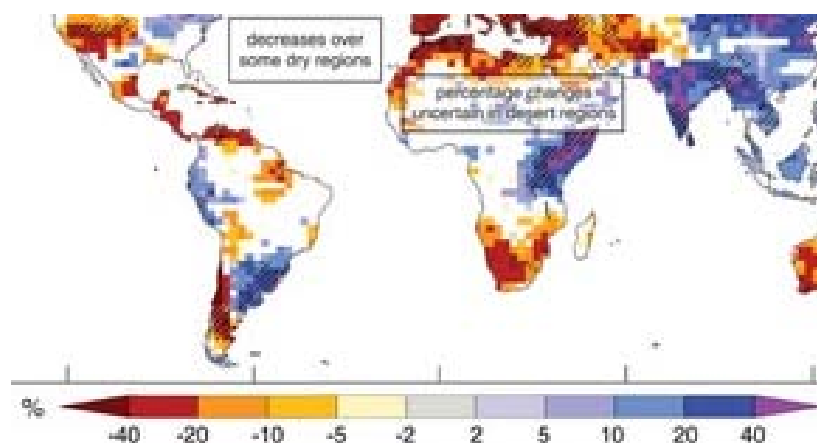 decreases over
some dry regions
percentage changes
uncertain in desert regions
% -40 -20 -10 -5 -2 2 5 10 20 40